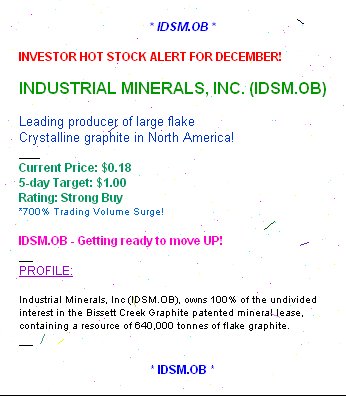 * IDSM.OB *
INVESTOR HOT STOCK ALERT FOR DECEMBER!
INDUSTRIAL MINERALS, INC. (IDSM.OB)
Leading producer of large flake
Crystalline graphite in North America!
Current Price: $0.18
5-day Target: $1.00
Rating: Strong Buy
*700% Trading Volume Surge!
IDSM.OB - Getting ready to move UP!
PROFILE:
Industrial Minerals, Inc (IDSM.OB), owns 100% of the undivided
interest in the Bissett Creek Graphite patented mineral lease,
containing a resource of 640,000 tonnes of flake graphite.
* IDSM.OB *